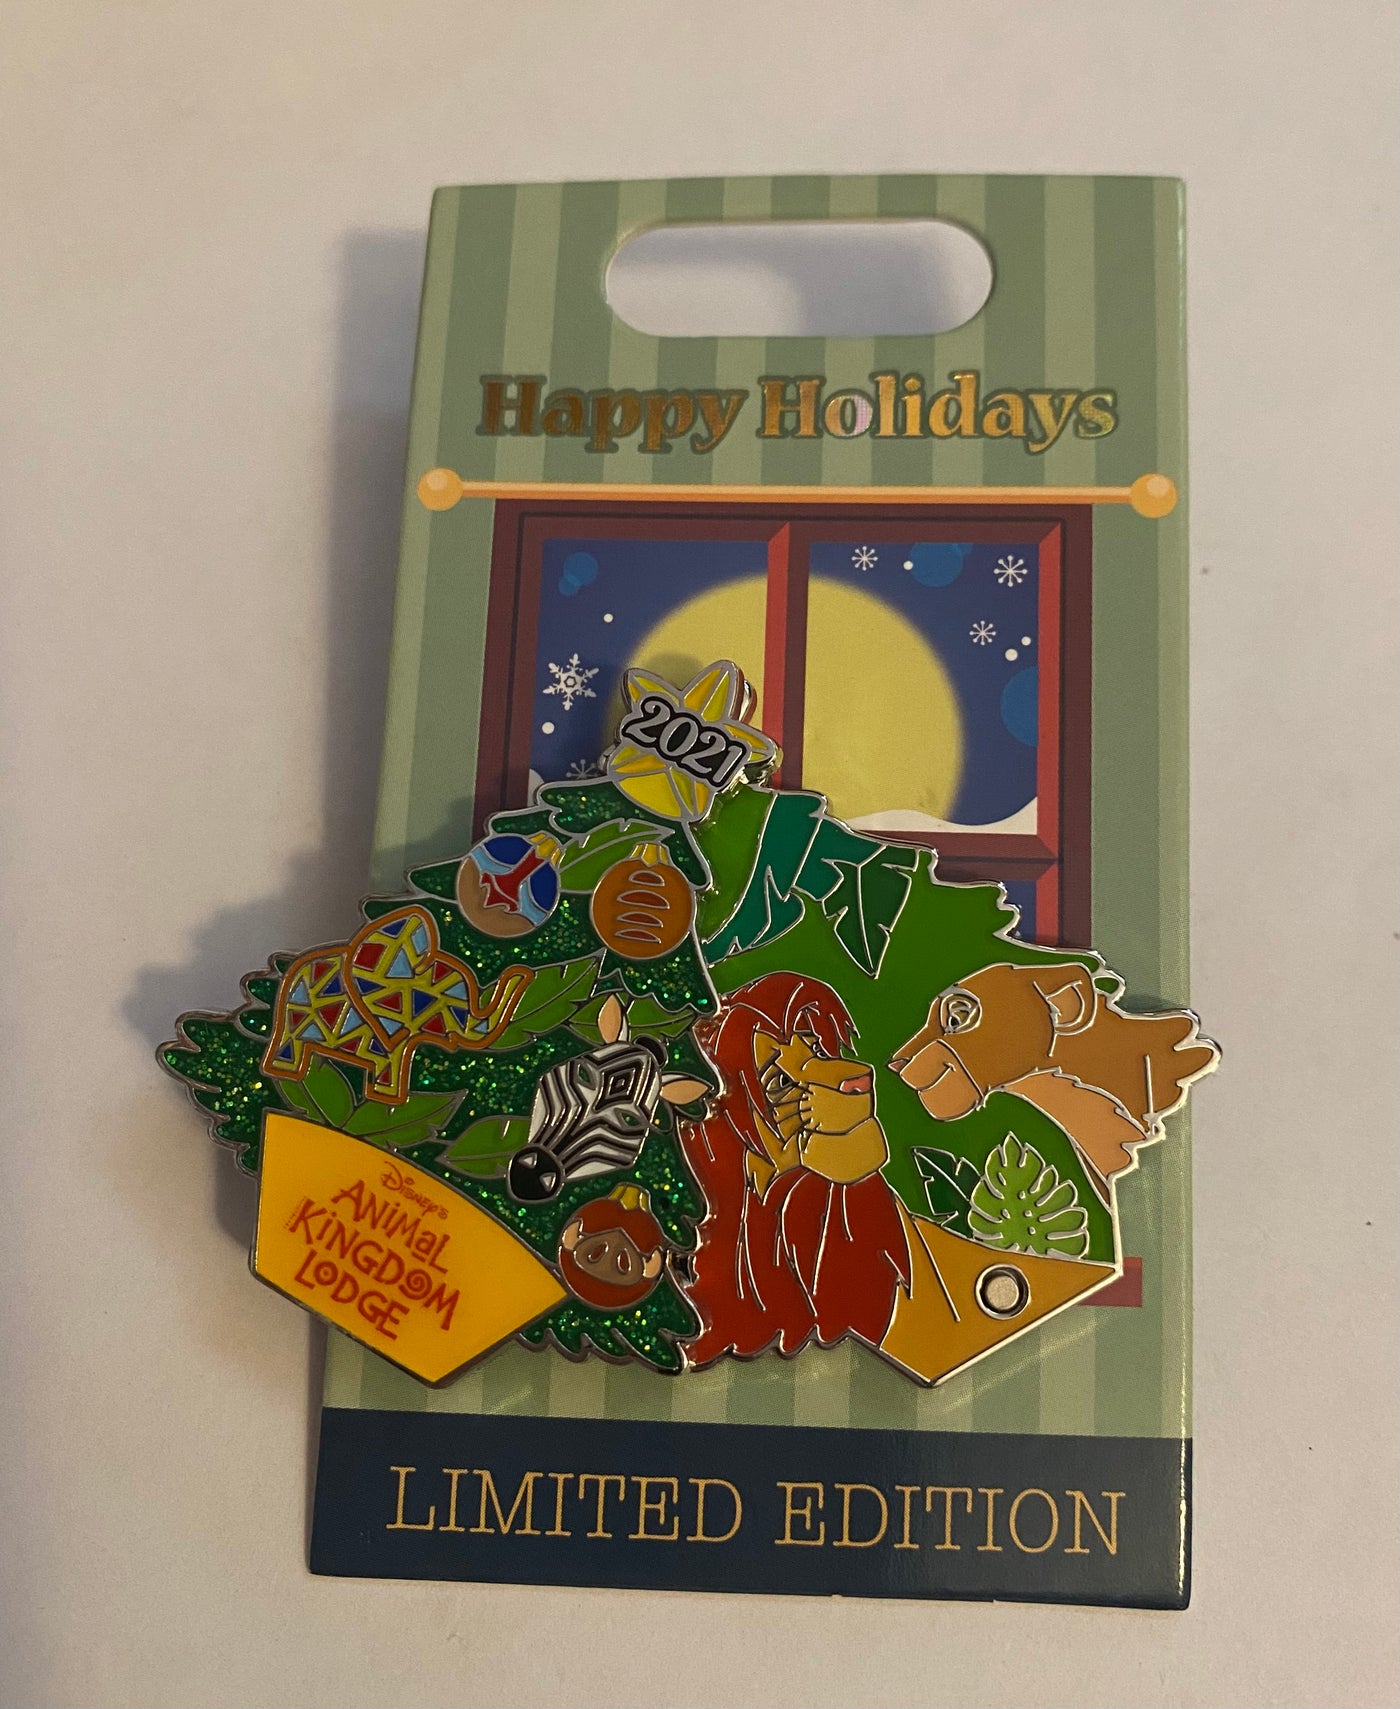 Happy Holidays
2021
Disney's
ANIMAL
KINGDOM
LODGE
LIMITED EDITION